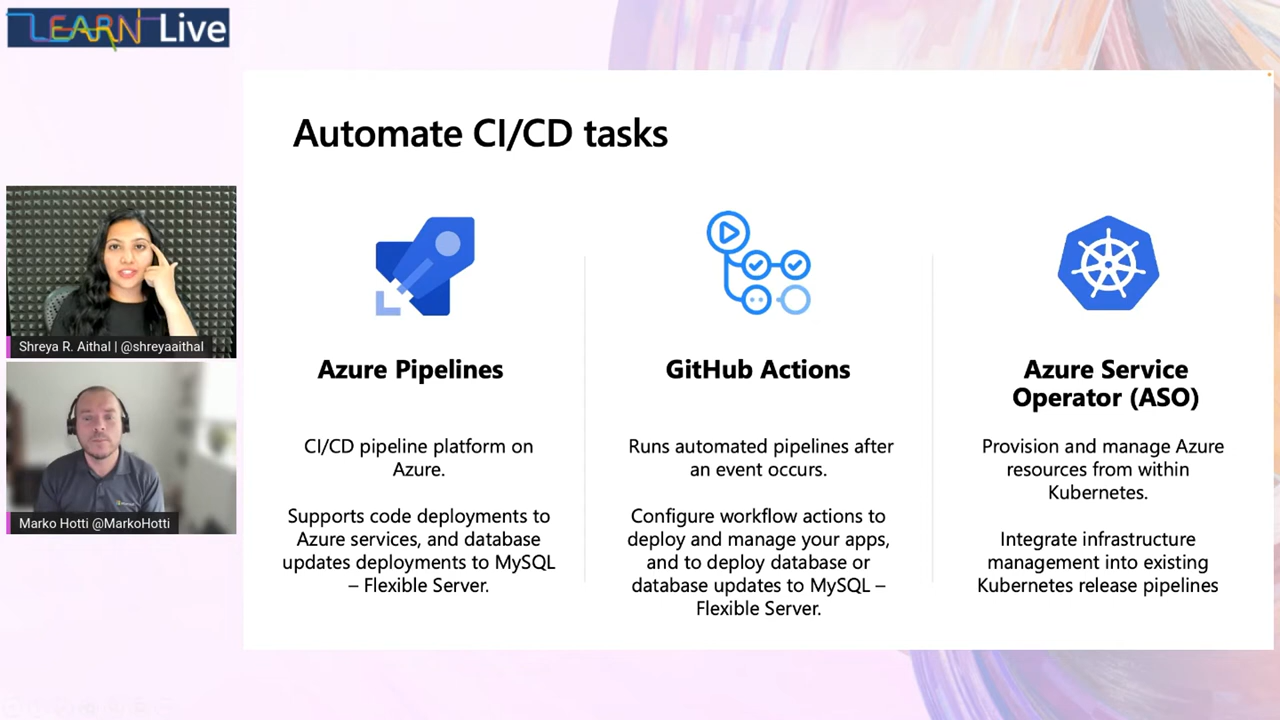 LEARN Live
Automate CI/CD tasks
Shreya R. Aithal | @shreyaaithal
Marko Hotti @MarkoHotti
Azure Pipelines
CI/CD pipeline platform on
Azure.
Supports code deployments to
Azure services, and database
updates deployments to MySQL
– Flexible Server.
GitHub Actions
Runs automated pipelines after
an event occurs.
Configure workflow actions to
deploy and manage your apps,
and to deploy database or
database updates to MySQL –
Flexible Server.
Azure Service
Operator (ASO)
Provision and manage Azure
resources from within
Kubernetes.
Integrate infrastructure
management into existing
Kubernetes release pipelines